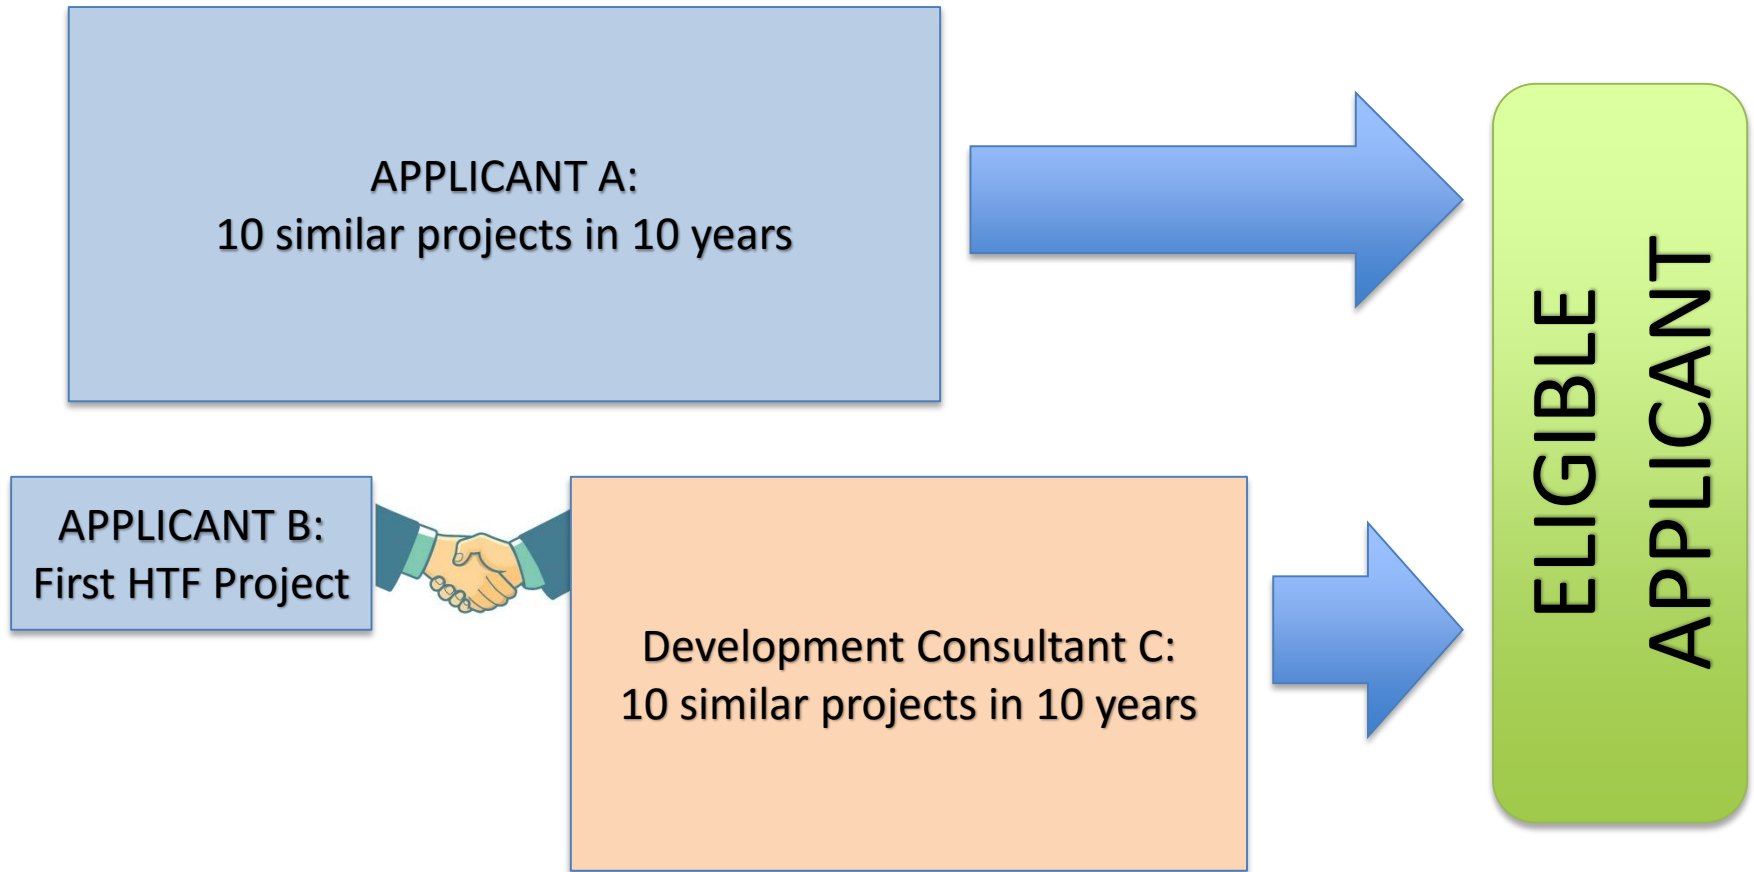 APPLICANT A:
10 similar projects in 10 years
APPLICANT B:
First HTF Project
Development Consultant C:
10 similar projects in 10 years
ELIGIBLE
APPLICANT